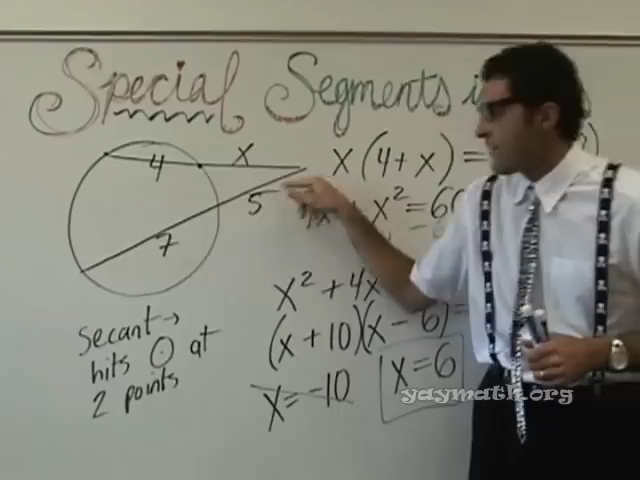 Special Segments i
4
x
5
7
x(4+x)=
x² = 60
x² + 4x
(x + 10)(x - 6) =
x = -10
x = 6
secant →
hits ⊙ at
2 points
yaymath.org